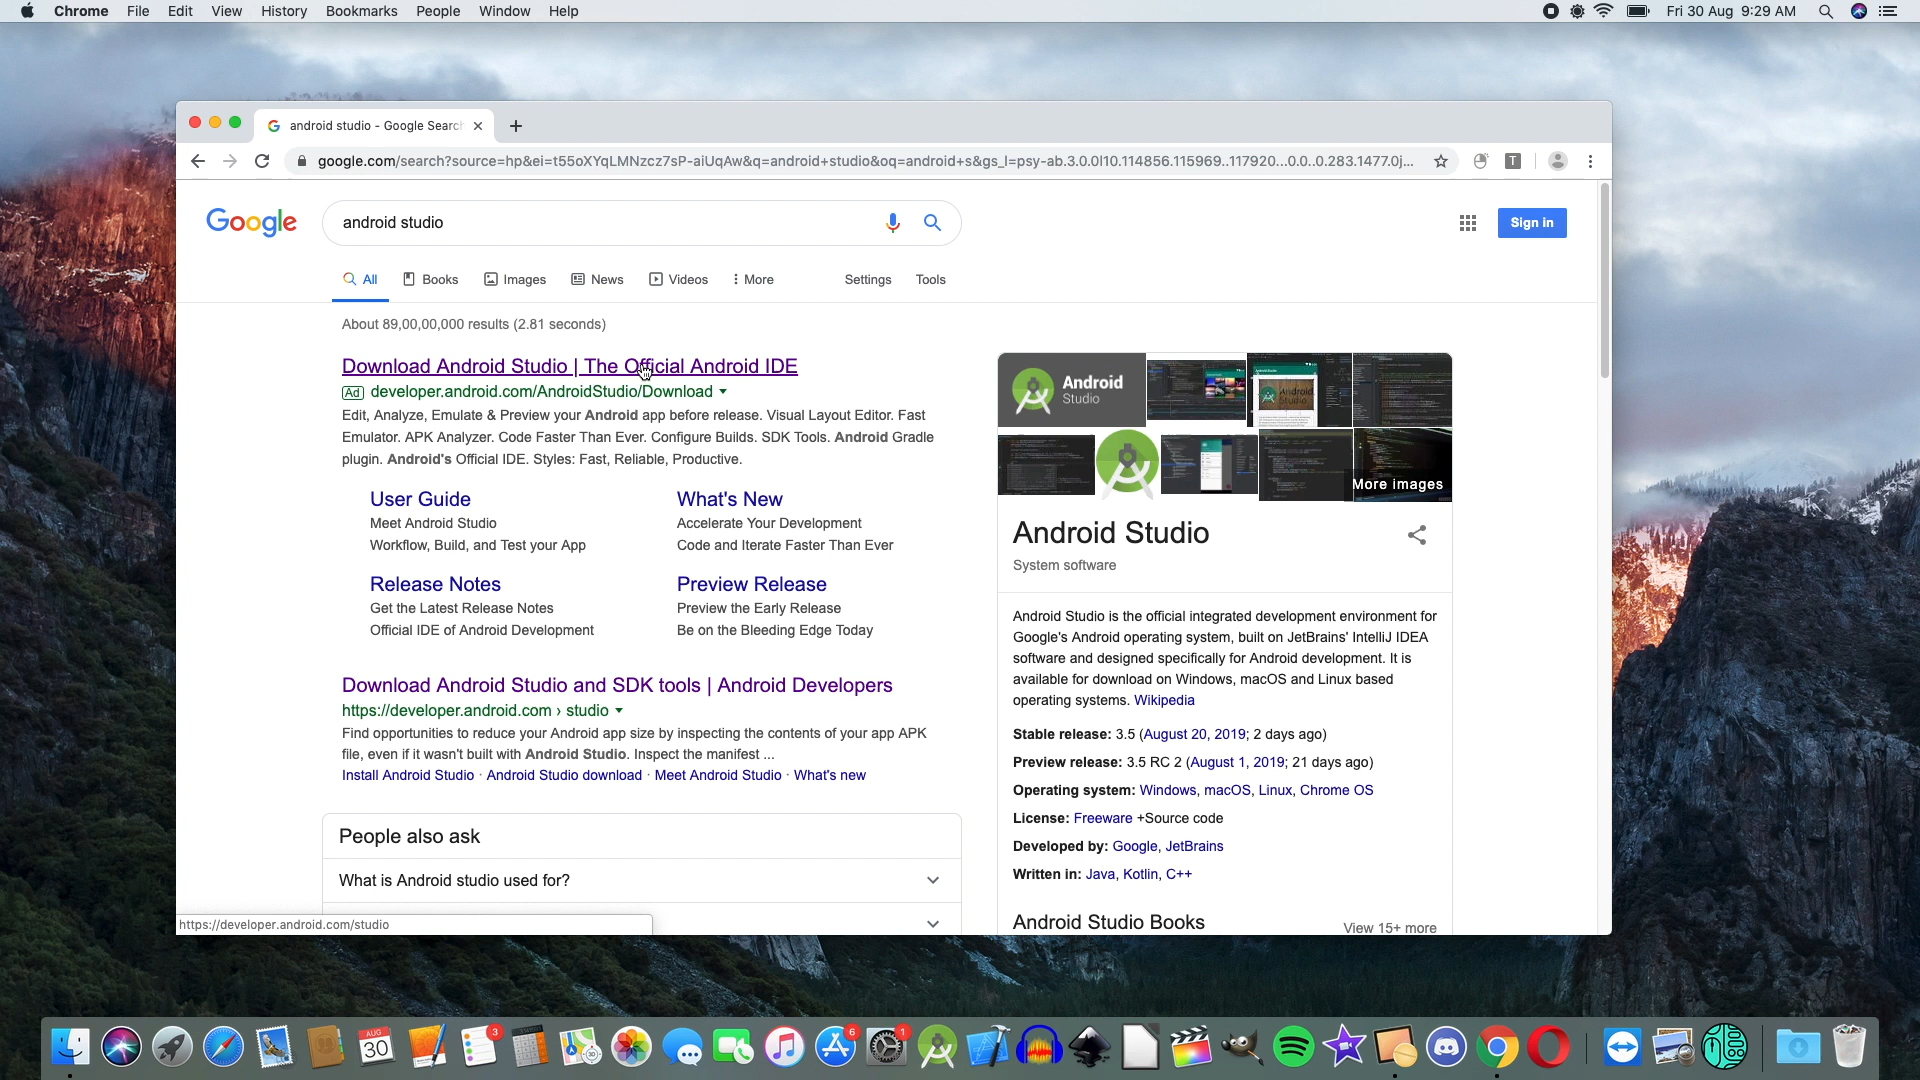 Chrome File Edit View History Bookmarks People Window Help
Fri 30 Aug 9:29 AM
android studio - Google Search
google.com/search?source=hp&ei=t55oXYqLMNzcz7sP-aiUqAw&q=android+studio&oq=android+s&gs_l=psy-ab.3.0.0l10.114856.115969..117920...0.0..0.283.1477.0j...
T
Google
android studio
Sign in
All Books Images News Videos More Settings Tools
About 89,00,00,000 results (2.81 seconds)
Download Android Studio | The Official Android IDE
Ad developer.android.com/AndroidStudio/Download
Edit, Analyze, Emulate & Preview your Android app before release. Visual Layout Editor. Fast
Emulator. APK Analyzer. Code Faster Than Ever. Configure Builds. SDK Tools. Android Gradle
plugin. Android's Official IDE. Styles: Fast, Reliable, Productive.
User Guide
Meet Android Studio
Workflow, Build, and Test your App
What's New
Accelerate Your Development
Code and Iterate Faster Than Ever
Release Notes
Get the Latest Release Notes
Official IDE of Android Development
Preview Release
Preview the Early Release
Be on the Bleeding Edge Today
Download Android Studio and SDK tools | Android Developers
https://developer.android.com › studio
Find opportunities to reduce your Android app size by inspecting the contents of your app APK
file, even if it wasn't built with Android Studio. Inspect the manifest ...
Install Android Studio · Android Studio download · Meet Android Studio · What's new
People also ask
What is Android studio used for?
https://developer.android.com/studio
Android
Studio
More images
Android Studio
System software
Android Studio is the official integrated development environment for
Google's Android operating system, built on JetBrains' IntelliJ IDEA
software and designed specifically for Android development. It is
available for download on Windows, macOS and Linux based
operating systems. Wikipedia
Stable release: 3.5 (August 20, 2019; 2 days ago)
Preview release: 3.5 RC 2 (August 1, 2019; 21 days ago)
Operating system: Windows, macOS, Linux, Chrome OS
License: Freeware +Source code
Developed by: Google, JetBrains
Written in: Java, Kotlin, C++
Android Studio Books
View 15+ more
AUG
30
3
6
1